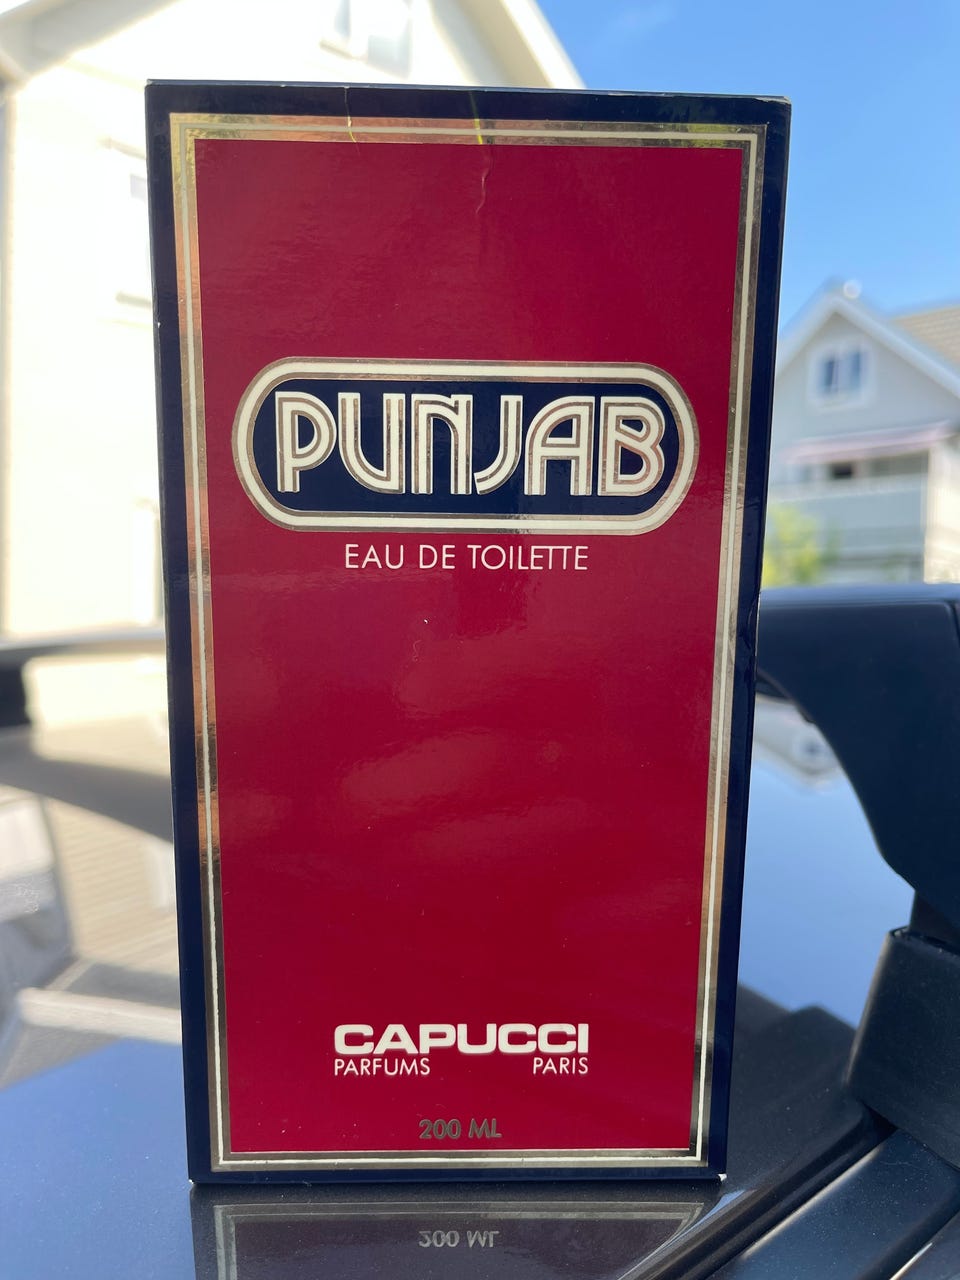 PUNJAB
EAU DE TOILETTE
CAPUCCI
PARFUMS PARIS
200 ML